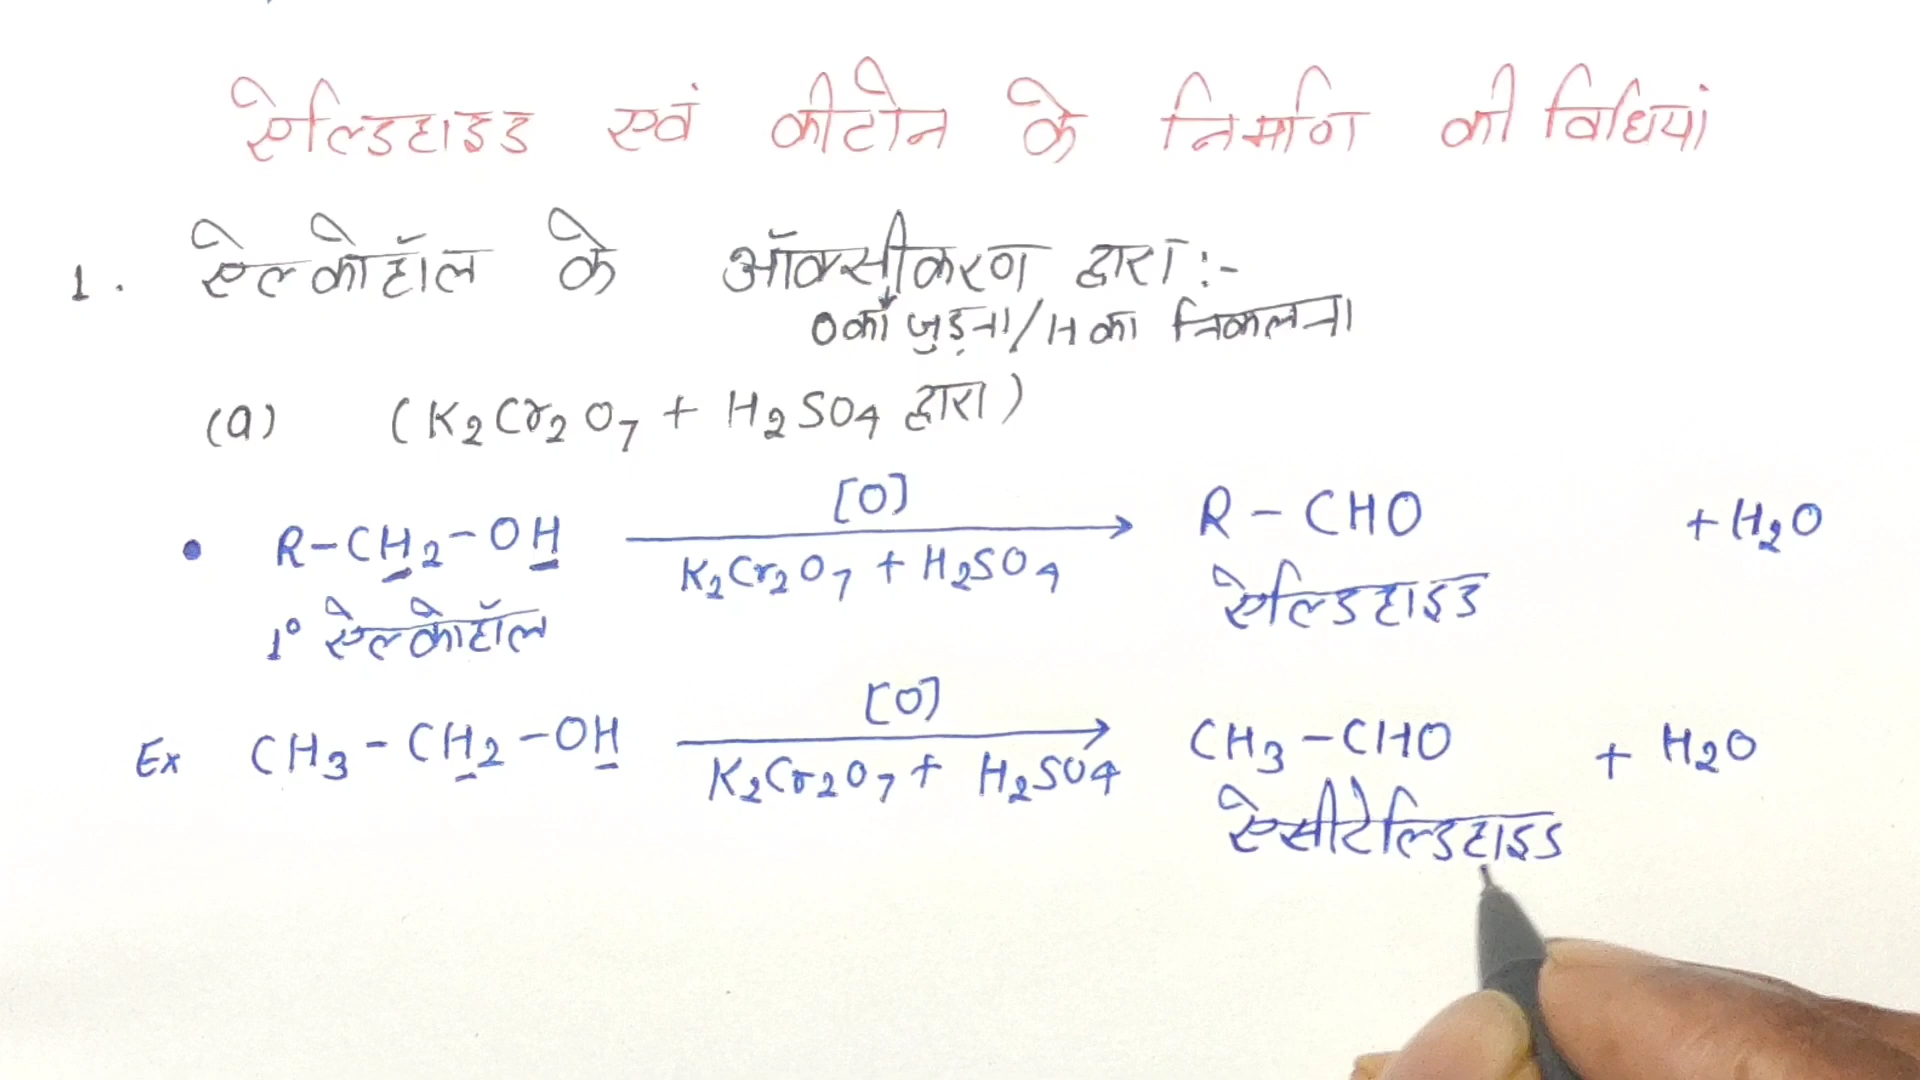 ऐल्डिहाइड एवं कीटोन के निर्माण की विधियां
1. ऐल्कोहॉल के ऑक्सीकरण द्वारा :-
O का जुड़ना / H का निकलना
(a) (K2Cr2O7 + H2SO4 द्वारा)
[O]
• R-CH2-OH → R-CHO + H2O
K2Cr2O7 + H2SO4
1° ऐल्कोहॉल ऐल्डिहाइड
[O]
Ex CH3-CH2-OH → CH3-CHO + H2O
K2Cr2O7 + H2SO4
ऐसीटेल्डिहाइड